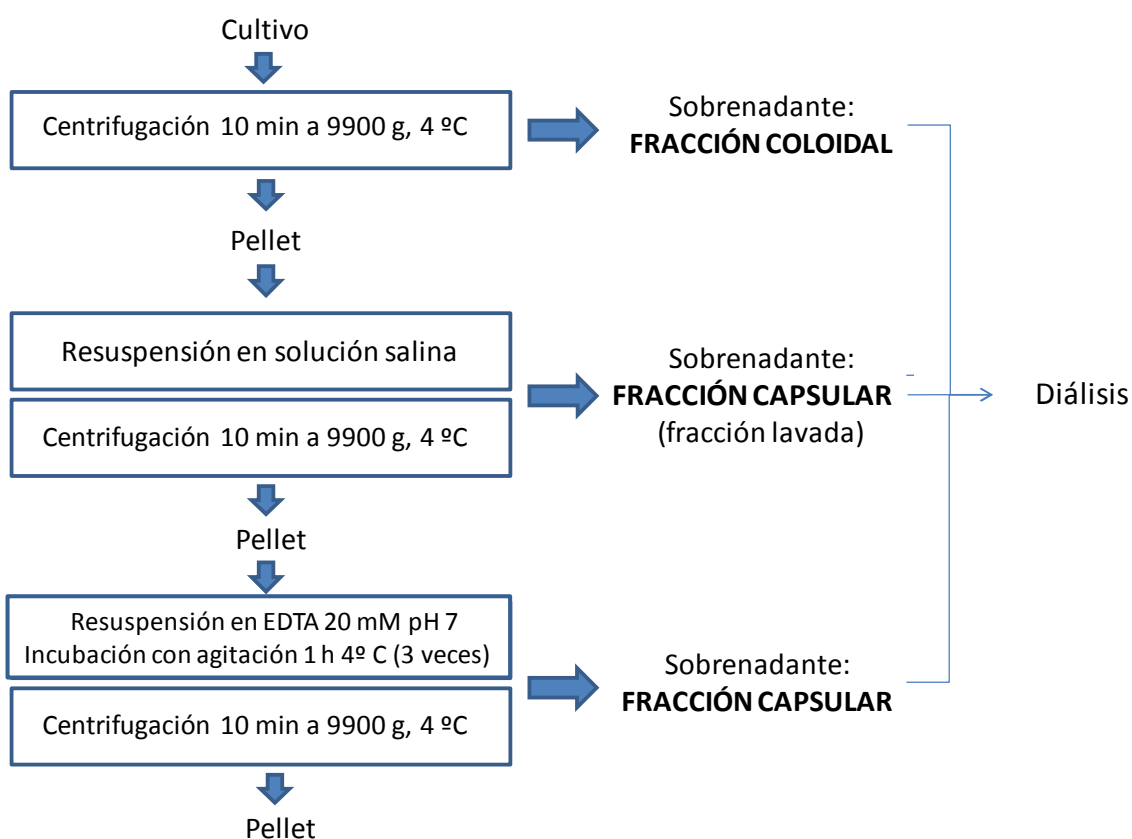 Cultivo
Centrifugación 10 min a 9900 g, 4 ºC
Sobrenadante:
FRACCIÓN COLOIDAL
Pellet
Resuspensión en solución salina
Centrifugación 10 min a 9900 g, 4 ºC
Sobrenadante:
FRACCIÓN CAPSULAR
(fracción lavada)
Diálisis
Pellet
Resuspensión en EDTA 20 mM pH 7
Incubación con agitación 1 h 4º C (3 veces)
Centrifugación 10 min a 9900 g, 4 ºC
Sobrenadante:
FRACCIÓN CAPSULAR
Pellet